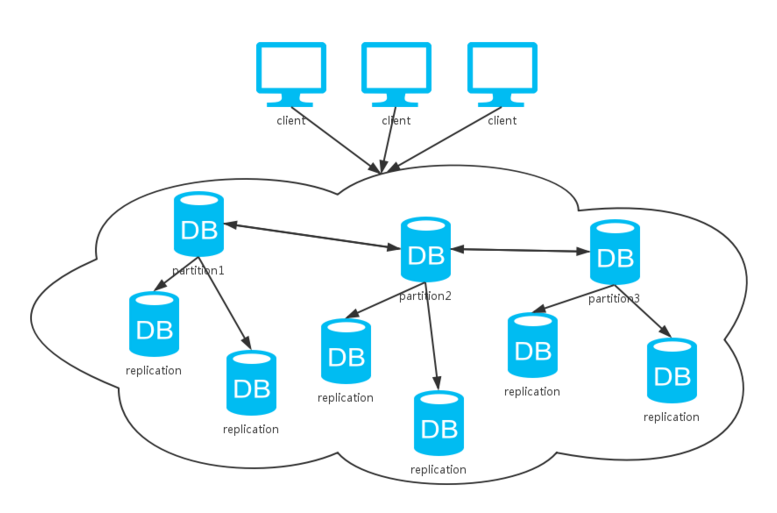 client
client
client
DB
partition1
DB
partition2
DB
partition3
DB
replication
DB
replication
DB
replication
DB
replication
DB
replication
DB
replication